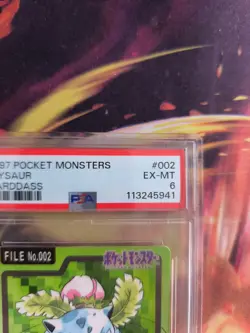 97 POCKET MONSTERS #002
YSAUR EX-MT
ARDDASS 6
PSA 113245941
FILE No.002
ポケットモンスター